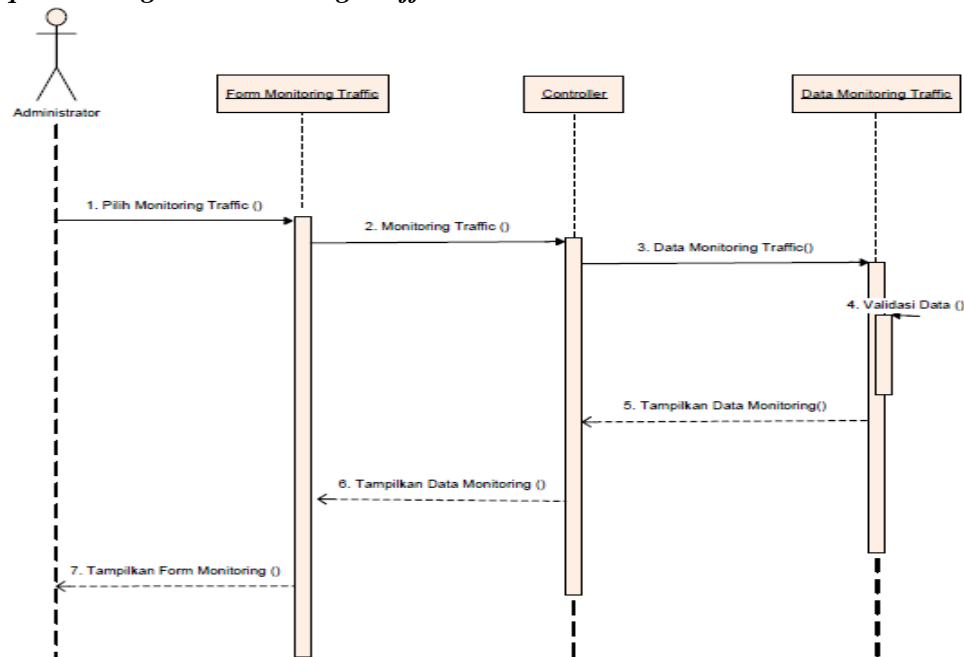 Form Monitoring Traffic
Controller
Data Monitoring Traffic
Administrator
1. Pilih Monitoring Traffic ()
2. Monitoring Traffic ()
3. Data Monitoring Traffic()
4. Validasi Data ()
5. Tampilkan Data Monitoring()
6. Tampilkan Data Monitoring ()
7. Tampilkan Form Monitoring ()